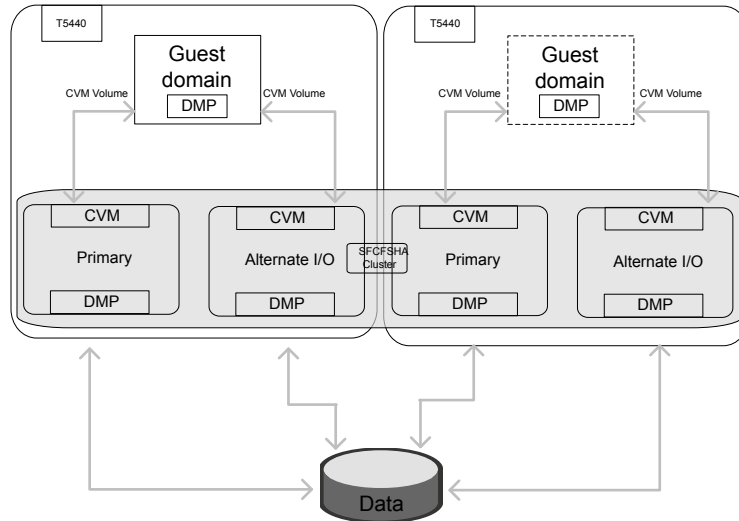 T5440
T5440
Guest
domain
DMP
Guest
domain
DMP
CVM Volume
CVM Volume
CVM Volume
CVM Volume
CVM
Primary
DMP
CVM
Alternate I/O
DMP
SFCFSHA
Cluster
CVM
Primary
DMP
CVM
Alternate I/O
DMP
Data